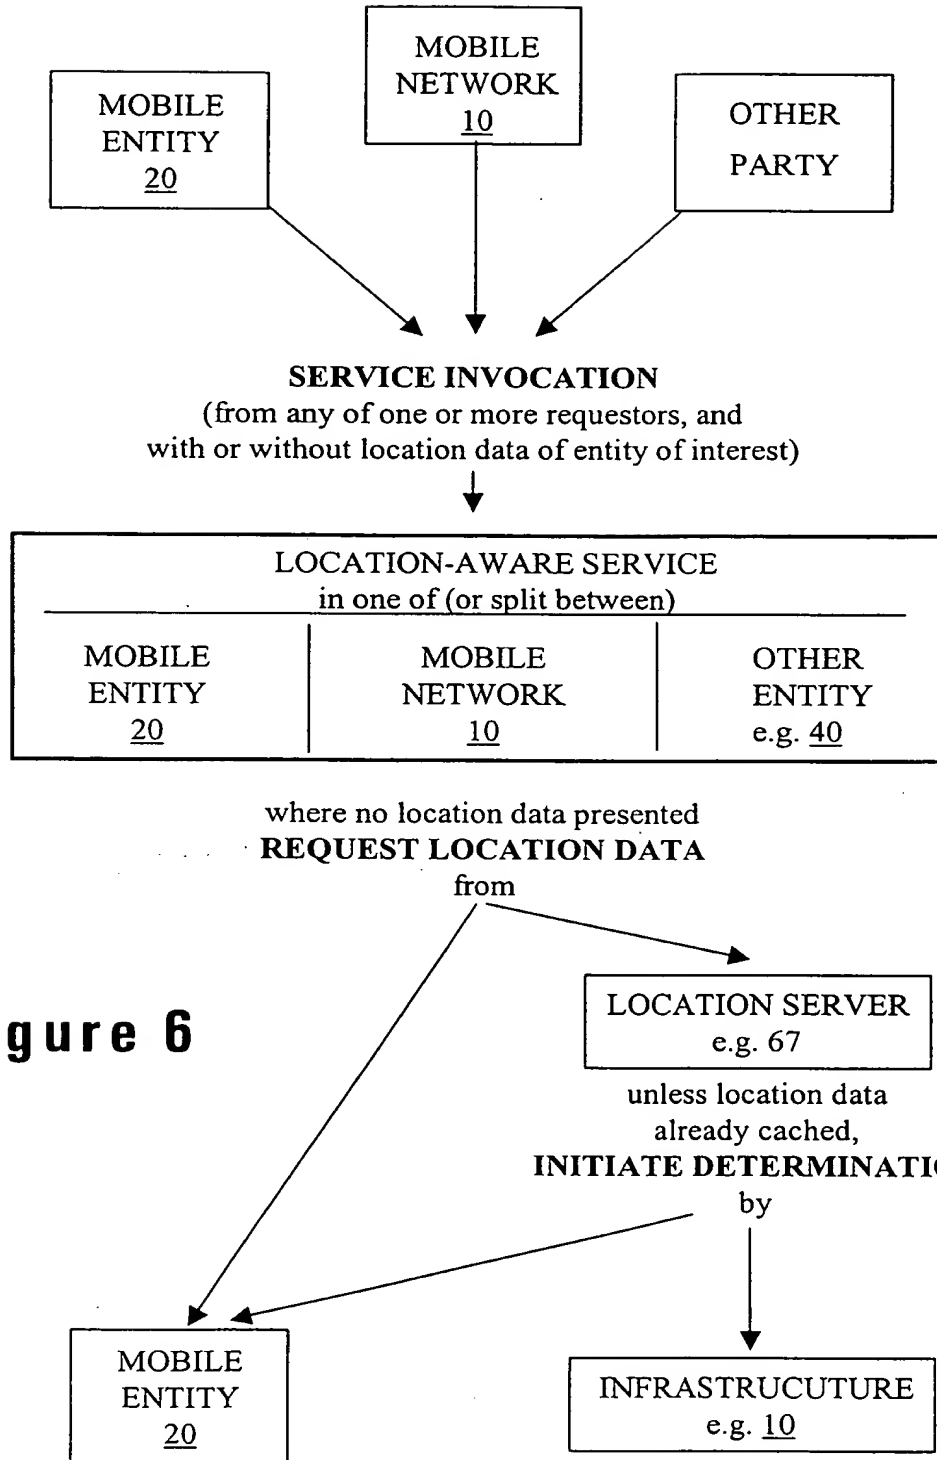 MOBILE
NETWORK
10
MOBILE
ENTITY
20
OTHER
PARTY
SERVICE INVOCATION
(from any of one or more requestors, and
with or without location data of entity of interest)
LOCATION-AWARE SERVICE
in one of (or split between)
MOBILE
ENTITY
20
MOBILE
NETWORK
10
OTHER
ENTITY
e.g. 40
where no location data presented
REQUEST LOCATION DATA
from
LOCATION SERVER
e.g. 67
gure 6
unless location data
already cached,
INITIATE DETERMINATIO
by
MOBILE
ENTITY
20
INFRASTRUCUTURE
e.g. 10